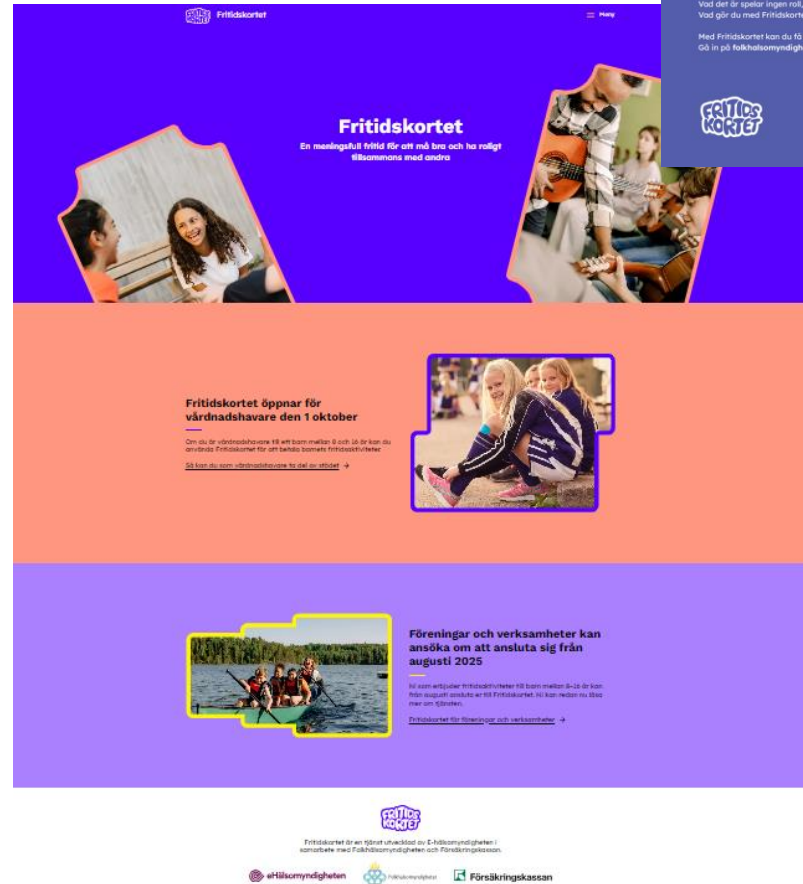 FRITIDS
KORTET
Fritidskortet
Meny
Vad det är spelar ingen roll,
Vad gör du med Fritidskorte
Med Fritidskortet kan du få
Gå in på folkhalsomyndigh
FRITIDS
KORTET
Fritidskortet
En meningsfull fritid för att må bra och ha roligt
tillsammans med andra
Fritidskortet öppnar för
vårdnadshavare den 1 oktober
Om du är vårdnadshavare till ett barn mellan 8 och 16 år kan du
använda Fritidskortet för att betala barnets fritidsaktiviteter
Så kan du som vårdnadshavare ta del av stödet →
Föreningar och verksamheter kan
ansöka om att ansluta sig från
augusti 2025
Ni som erbjuder fritidsaktiviteter till barn mellan 8–16 år kan
från augusti ansluta er till Fritidskortet. Ni kan redan nu läsa
mer om tjänsten.
Fritidskortet för föreningar och verksamheter →
FRITIDS
KORTET
Fritidskortet är en tjänst utvecklad av E-hälsomyndigheten i
samarbete med Folkhälsomyndigheten och Försäkringskassan.
eHälsomyndigheten
Folkhälsomyndigheten
Försäkringskassan